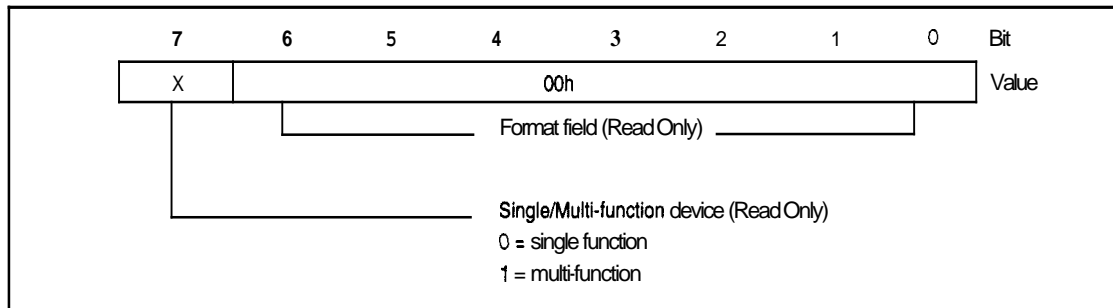 7 6 5 4 3 2 1 0 Bit
X 00h Value
Format field (Read Only)
Single/Multi-function device (Read Only)
0 = single function
1 = multi-function